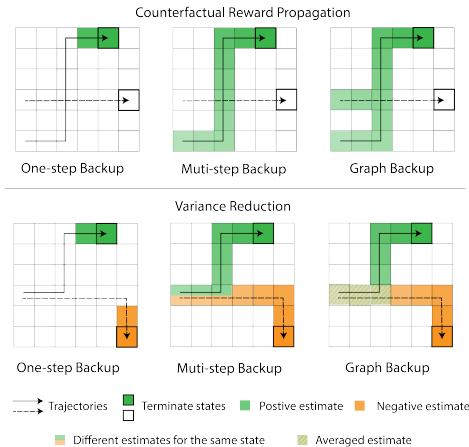 Counterfactual Reward Propagation
One-step Backup
Muti-step Backup
Graph Backup
Variance Reduction
One-step Backup
Muti-step Backup
Graph Backup
Trajectories
Terminate states
Postive estimate
Negative estimate
Different estimates for the same state
Averaged estimate